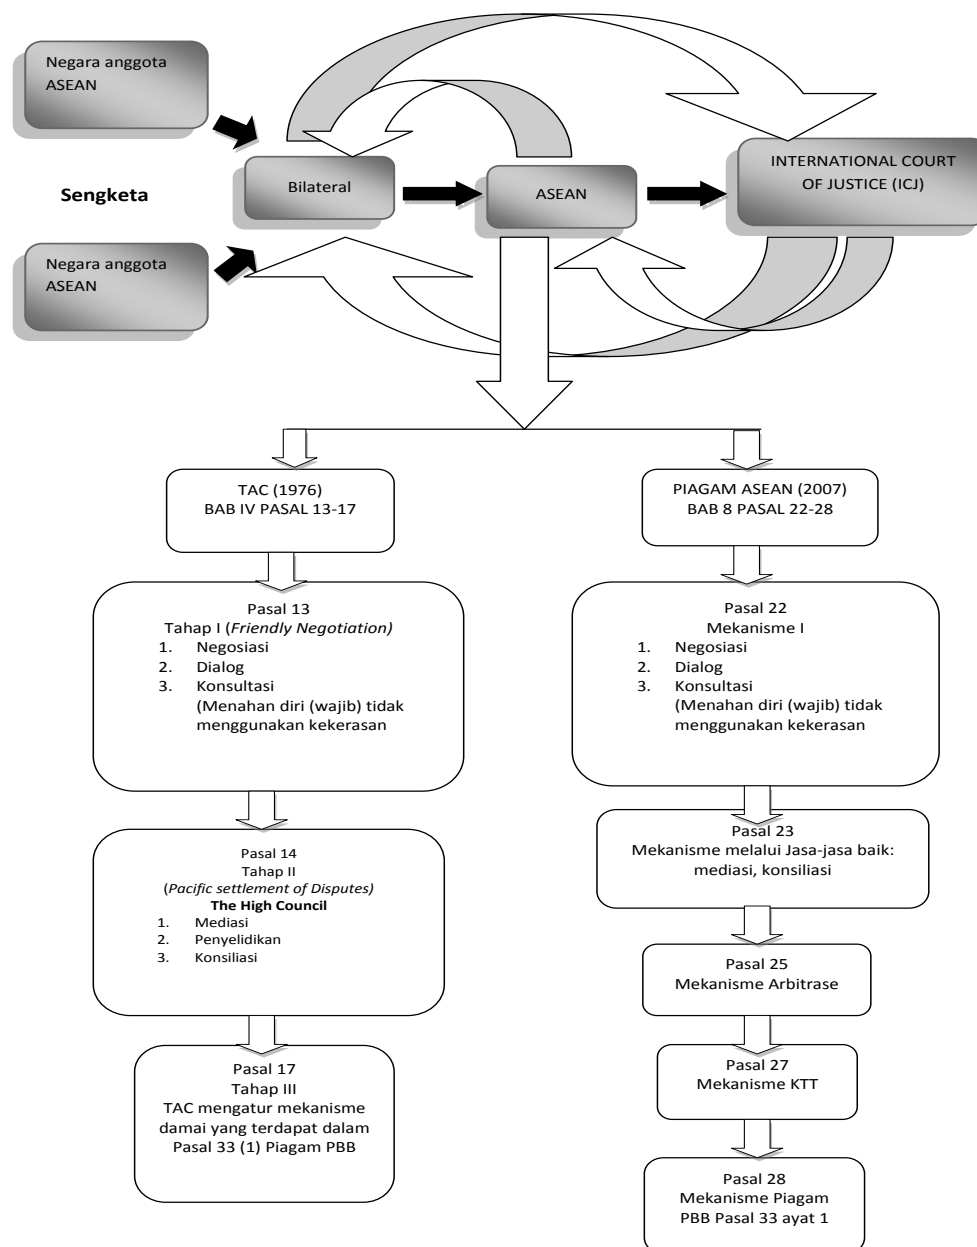 Negara anggota
ASEAN
Sengketa
Negara anggota
ASEAN
Bilateral
ASEAN
INTERNATIONAL COURT
OF JUSTICE (ICJ)
TAC (1976)
BAB IV PASAL 13-17
Pasal 13
Tahap I (Friendly Negotiation)
1. Negosiasi
2. Dialog
3. Konsultasi
(Menahan diri (wajib) tidak
menggunakan kekerasan
Pasal 14
Tahap II
(Pacific settlement of Disputes)
The High Council
1. Mediasi
2. Penyelidikan
3. Konsiliasi
Pasal 17
Tahap III
TAC mengatur mekanisme
damai yang terdapat dalam
Pasal 33 (1) Piagam PBB
PIAGAM ASEAN (2007)
BAB 8 PASAL 22-28
Pasal 22
Mekanisme I
1. Negosiasi
2. Dialog
3. Konsultasi
(Menahan diri (wajib) tidak
menggunakan kekerasan
Pasal 23
Mekanisme melalui Jasa-jasa baik:
mediasi, konsiliasi
Pasal 25
Mekanisme Arbitrase
Pasal 27
Mekanisme KTT
Pasal 28
Mekanisme Piagam
PBB Pasal 33 ayat 1